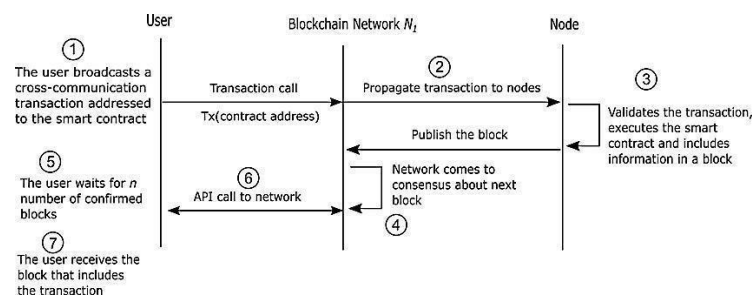 User
Blockchain Network N₁
Node
1
The user broadcasts a
cross-communication
transaction addressed
to the smart contract
Transaction call
Tx(contract address)
2
Propagate transaction to nodes
3
Validates the transaction,
executes the smart
contract and includes
information in a block
Publish the block
Network comes to
consensus about next
block
4
5
The user waits for n
number of confirmed
blocks
6
API call to network
7
The user receives the
block that includes
the transaction